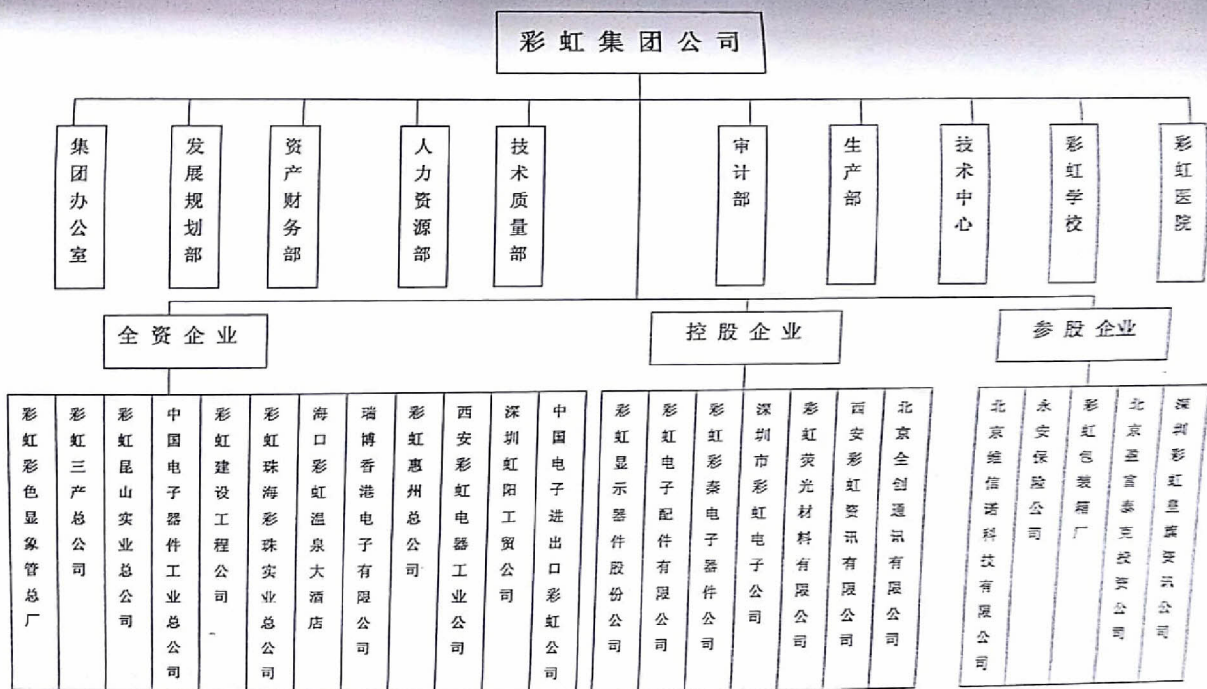 彩虹集团公司
集团办公室
发展规划部
资产财务部
人力资源部
技术质量部
审计部
生产部
技术中心
彩虹学校
彩虹医院
全资企业
控股企业
参股企业
彩虹彩色显象管总厂
彩虹三产总公司
彩虹昆山实业总公司
中国电子器件工业总公司
彩虹建设工程公司
彩虹珠海彩珠实业总公司
海口彩虹温泉大酒店
瑞博香港电子有限公司
彩虹惠州总公司
西安彩虹电器工业公司
深圳虹阳工贸公司
中国电子进出口彩虹公司
彩虹显示器件股份公司
彩虹电子配件有限公司
彩虹彩秦电子器件公司
深圳市彩虹电子公司
彩虹荧光材料有限公司
西安彩虹资讯有限公司
北京全创通讯有限公司
北京维信诺科技有限公司
永安保险公司
彩虹包装箱厂
北京盈富泰克投资公司
深圳彩虹皇旗资讯公司